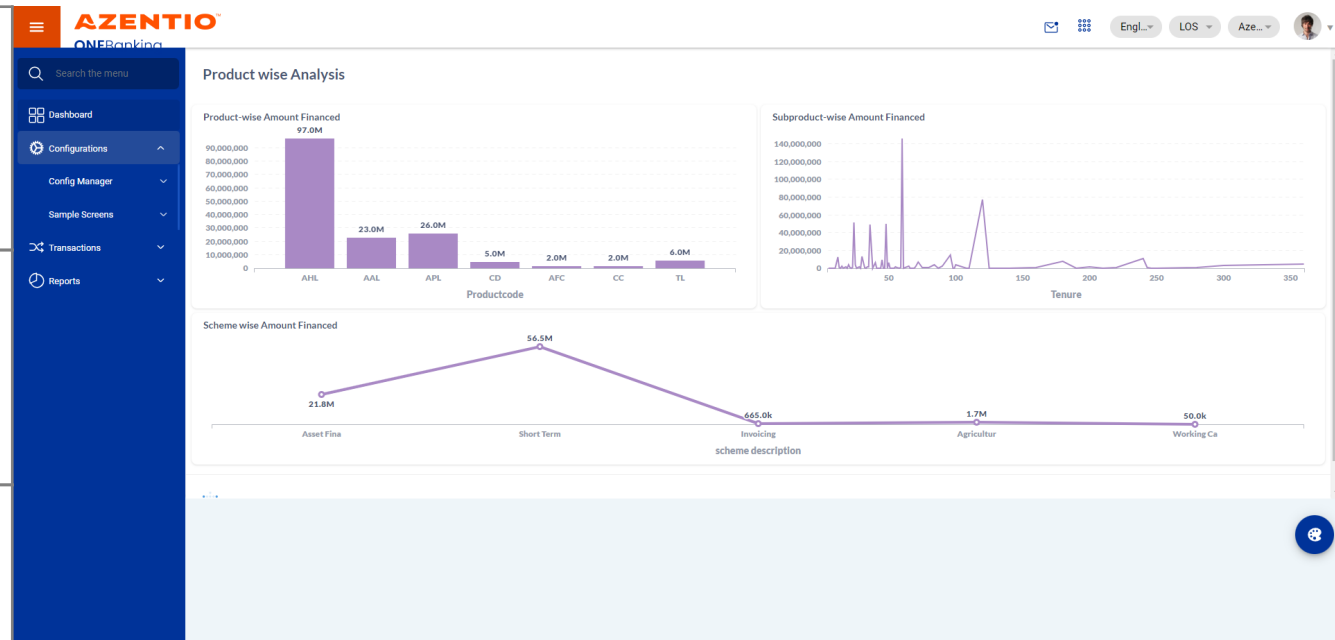 AZENTIO
ONEBanking
Engl... LOS Aze...
Search the menu
Dashboard
Configurations
Config Manager
Sample Screens
Transactions
Reports
Product wise Analysis
Product-wise Amount Financed
97.0M
90,000,000
80,000,000
70,000,000
60,000,000
50,000,000
40,000,000
30,000,000
20,000,000
10,000,000
0
23.0M
26.0M
5.0M
2.0M
2.0M
6.0M
AHL AAL APL CD AFC CC TL
Productcode
Subproduct-wise Amount Financed
140,000,000
120,000,000
100,000,000
80,000,000
60,000,000
40,000,000
20,000,000
0
50 100 150 200 250 300 350
Tenure
Scheme wise Amount Financed
56.5M
21.8M
665.0k
1.7M
50.0k
Asset Fina Short Term Invoicing Agricultur Working Ca
scheme description